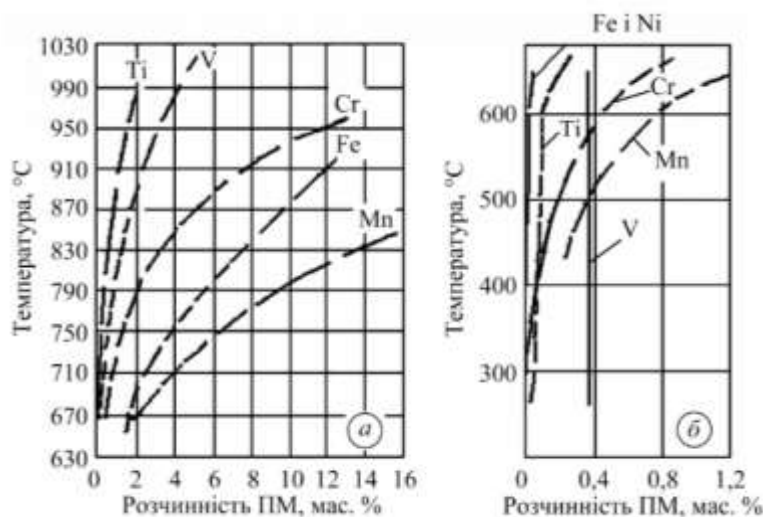 Fe і Ni
1030
990
950
910
870
830
790
750
710
670
630
Температура, °C
Ti
V
Cr
Fe
Mn
а
0 2 4 6 8 10 12 14 16
Розчинність ПМ, мас. %
600
500
400
300
Температура, °C
Cr
Ti
Mn
V
б
0 0,4 0,8 1,2
Розчинність ПМ, мас. %